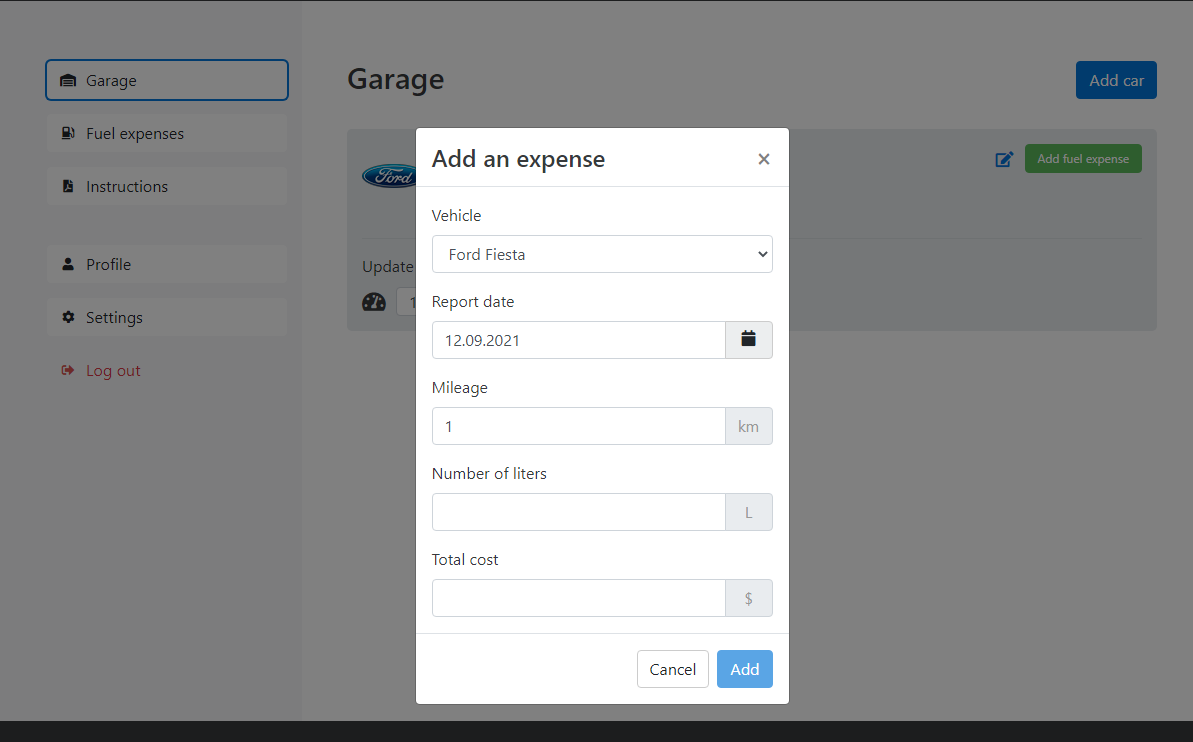 Garage
Fuel expenses
Instructions
Profile
Settings
Log out
Garage
Add car
Ford
Add fuel expense
Update
1
Add an expense
×
Vehicle
Ford Fiesta
Report date
12.09.2021
Mileage
1 km
Number of liters
L
Total cost
$
Cancel Add